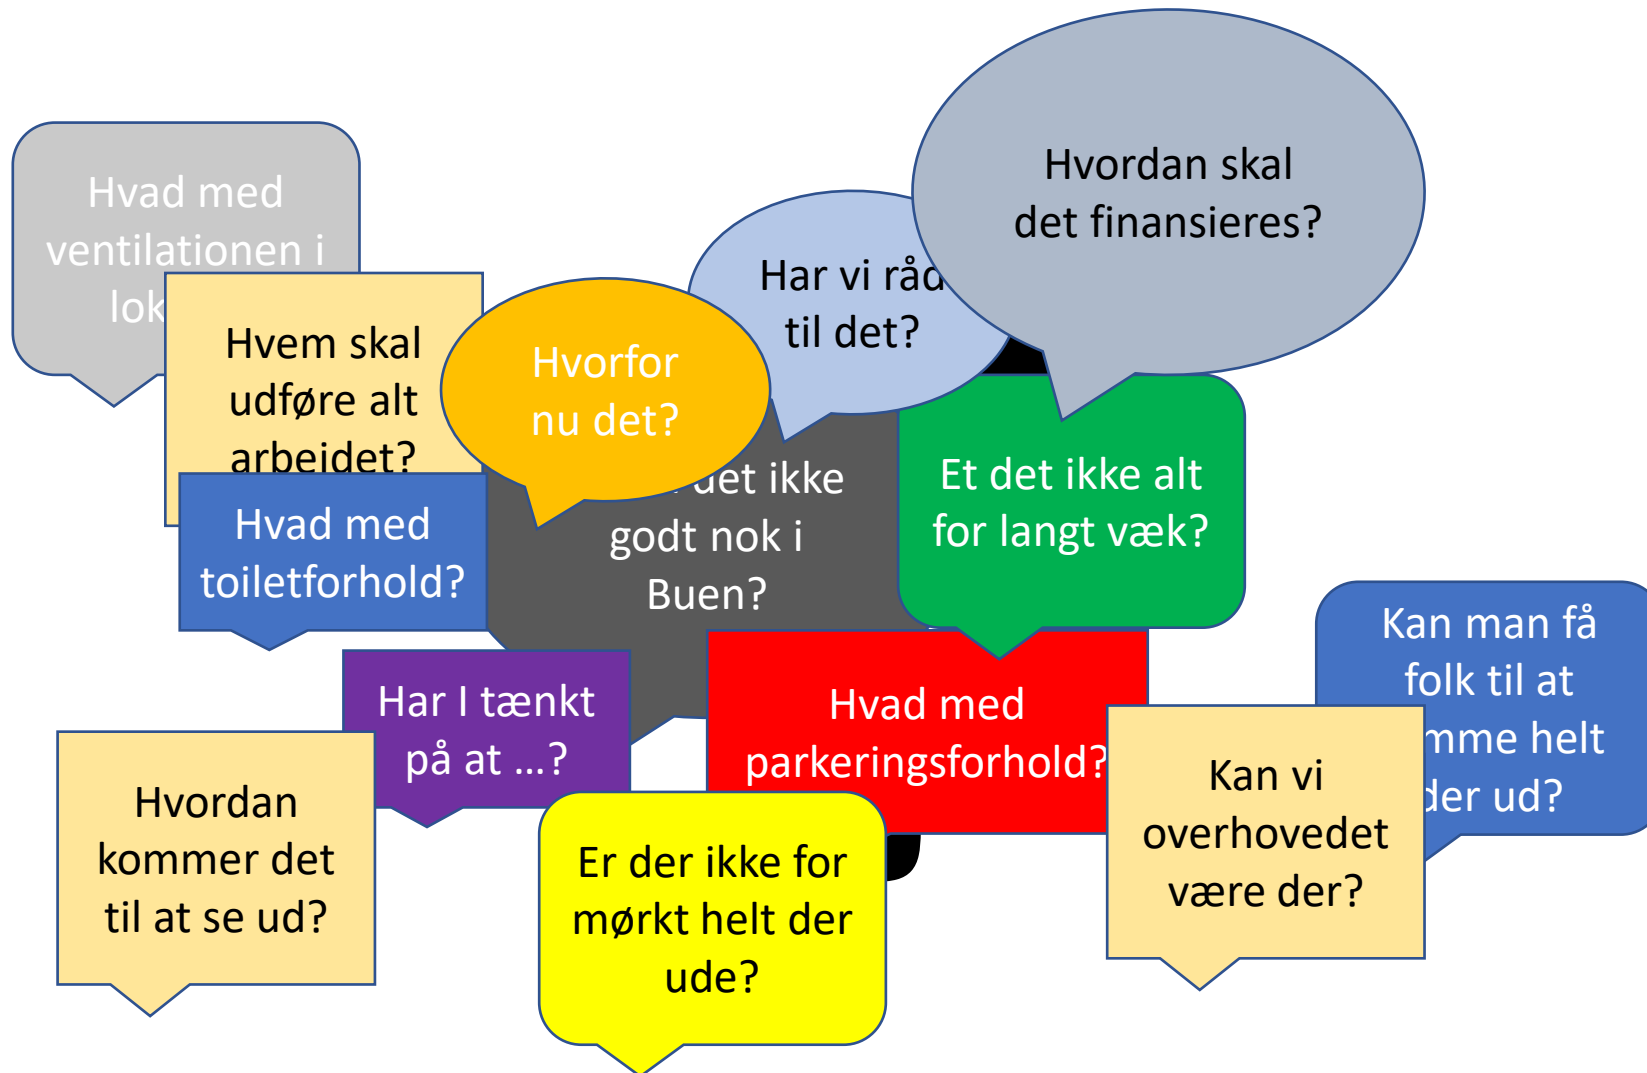 Hvordan skal
det finansieres?
Hvad med
ventilationen i
Har vi råd
til det?
Hvem skal
udføre alt
arbejdet?
Hvorfor
nu det?
det ikke
godt nok i
Buen?
Et det ikke alt
for langt væk?
Hvad med
toiletforhold?
Kan man få
folk til at
helt
der ud?
Har I tænkt
på at ...?
Hvad med
parkeringsforhold?
Kan vi
overhovedet
være der?
Hvordan
kommer det
til at se ud?
Er der ikke for
mørkt helt der
ude?